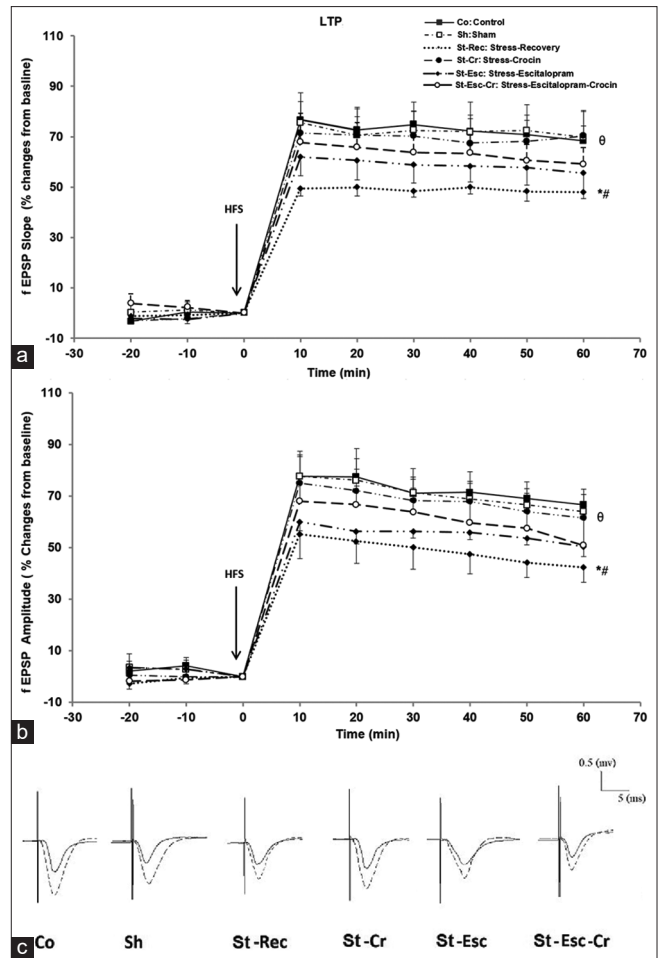 LTP
Co: Control
Sh: Sham
St-Rec: Stress-Recovery
St-Cr: Stress-Crocin
St-Esc: Stress-Escitalopram
St-Esc-Cr: Stress-Escitalopram-Crocin
f EPSP Slope (% changes from basline)
110
90
70
50
30
10
-10
HFS
θ
*#
-30 -20 -10 0 10 20 30 40 50 60 70
Time (min)
a
f EPSP Amplitude ( % Changes from baseline)
110
90
70
50
30
10
-10
HFS
θ
*#
-30 -20 -10 0 10 20 30 40 50 60 70
Time (min)
b
0.5 (mv)
5 (ms)
Co Sh St-Rec St-Cr St-Esc St-Esc-Cr
c